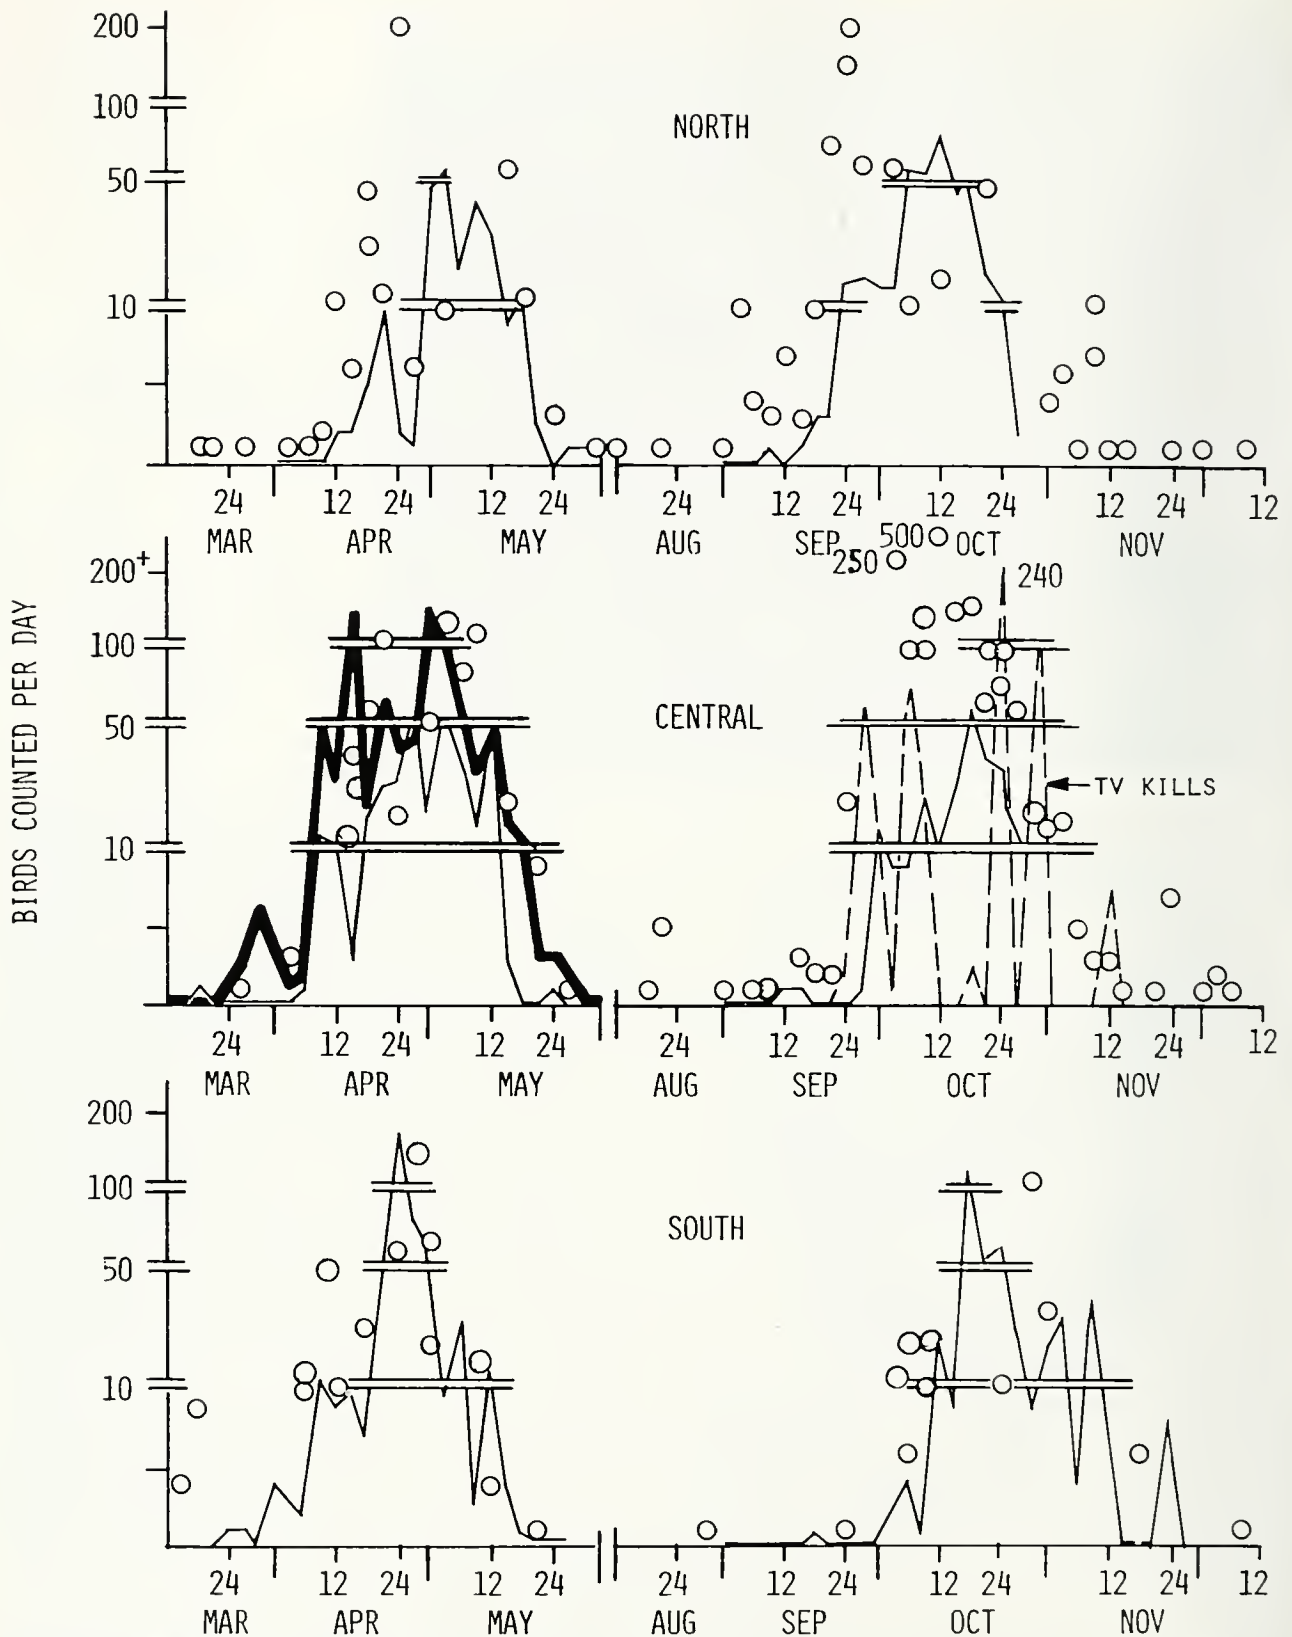 BIRDS COUNTED PER DAY
200
100
50
10
NORTH
24 12 24 12 24 24 12 24 12 24 12 24 12
MAR APR MAY AUG SEP OCT NOV
200+
100
50
10
250 500 240
CENTRAL
TV KILLS
24 12 24 12 24 24 12 24 12 24 12 24 12
MAR APR MAY AUG SEP OCT NOV
200
100
50
10
SOUTH
24 12 24 12 24 24 12 24 12 24 12 24 12
MAR APR MAY AUG SEP OCT NOV